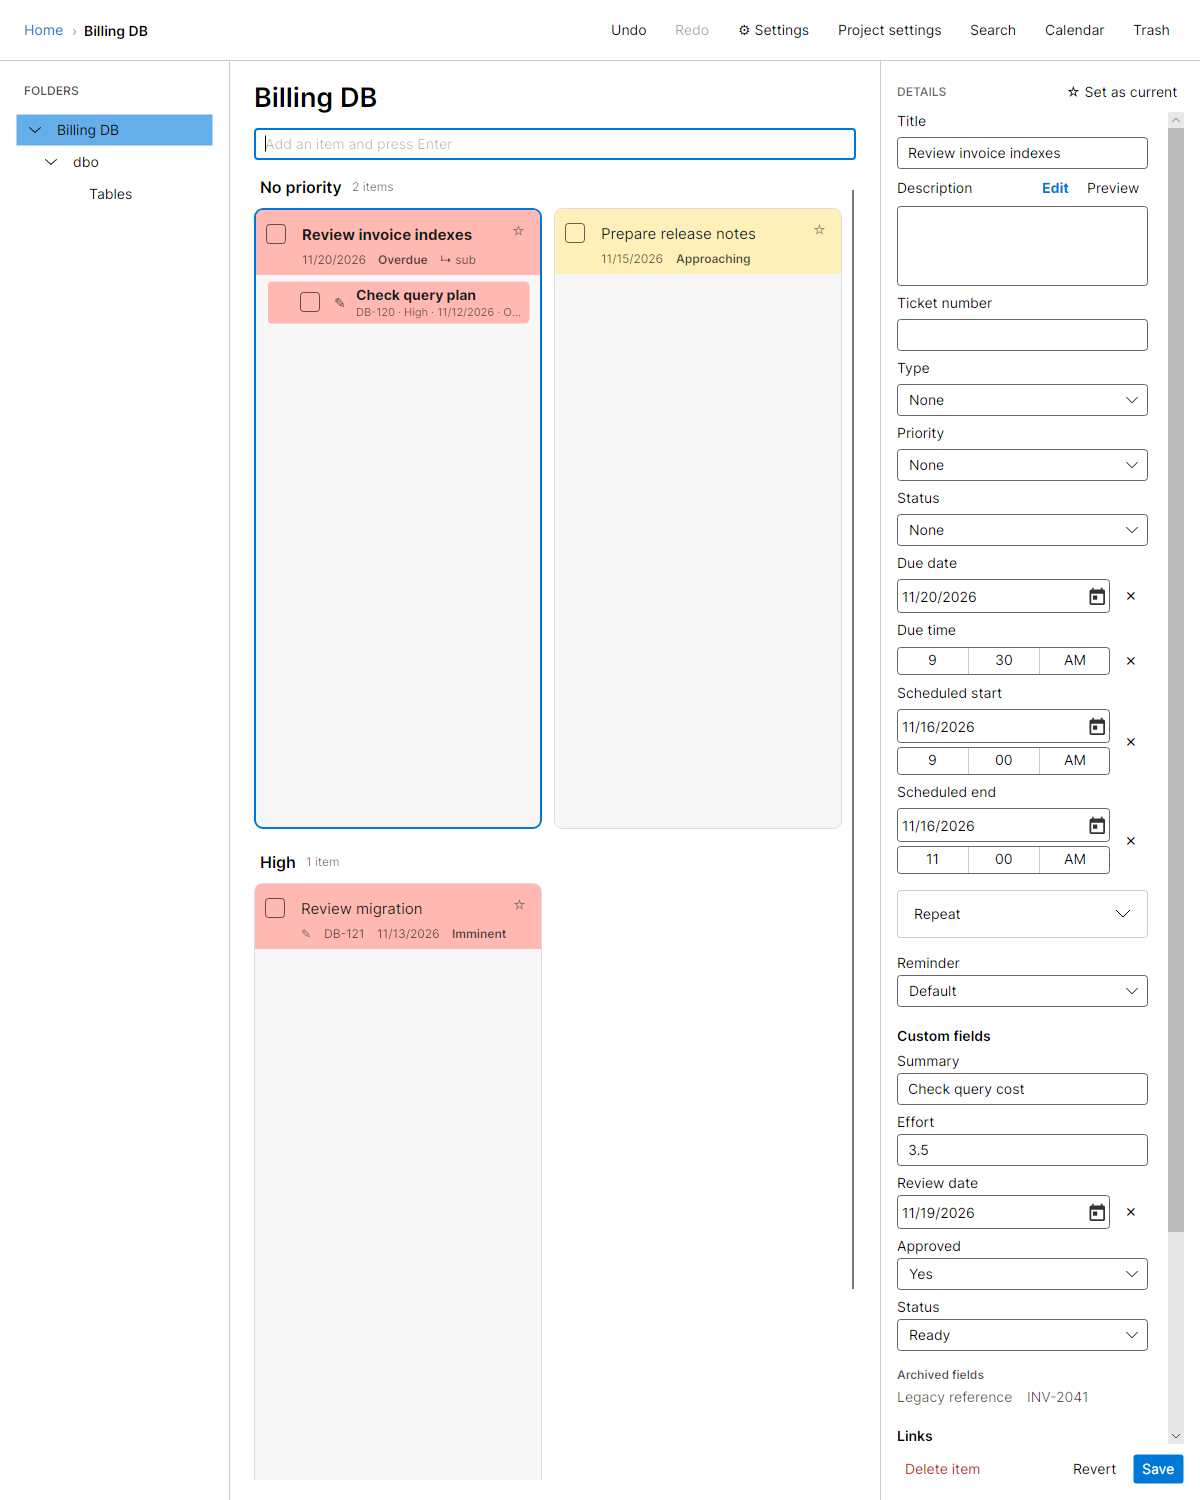 Home › Billing DB
Undo Redo ⚙ Settings Project settings Search Calendar Trash
FOLDERS
Billing DB
dbo
Tables
Billing DB
Add an item and press Enter
No priority 2 items
Review invoice indexes ☆
11/20/2026 Overdue ↳ sub
✎ Check query plan
DB-120 · High · 11/12/2026 · O...
Prepare release notes ☆
11/15/2026 Approaching
High 1 item
Review migration ☆
✎ DB-121 11/13/2026 Imminent
DETAILS ☆ Set as current
Title
Review invoice indexes
Description Edit Preview
Ticket number
Type
None
Priority
None
Status
None
Due date
11/20/2026 ×
Due time
9 30 AM ×
Scheduled start
11/16/2026
9 00 AM ×
Scheduled end
11/16/2026
11 00 AM ×
Repeat
Reminder
Default
Custom fields
Summary
Check query cost
Effort
3.5
Review date
11/19/2026 ×
Approved
Yes
Status
Ready
Archived fields
Legacy reference INV-2041
Links
Delete item Revert Save